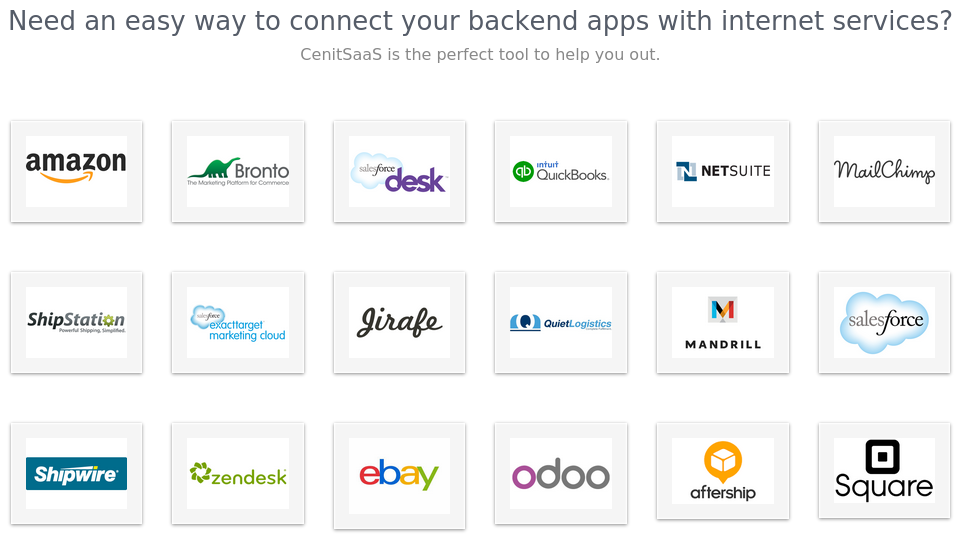 Need an easy way to connect your backend apps with internet services?
CenitSaaS is the perfect tool to help you out.
amazon
Bronto
The Marketing Platform for Commerce
salesforce
desk
intuit
QuickBooks.
NETSUITE
MailChimp
ShipStation
Powerful Shipping, Simplified.
salesforce
exacttarget
marketing cloud
Jirafe
QuietLogistics
M
MANDRILL
salesforce
Shipwire
zendesk
ebay
odoo
aftership
Square